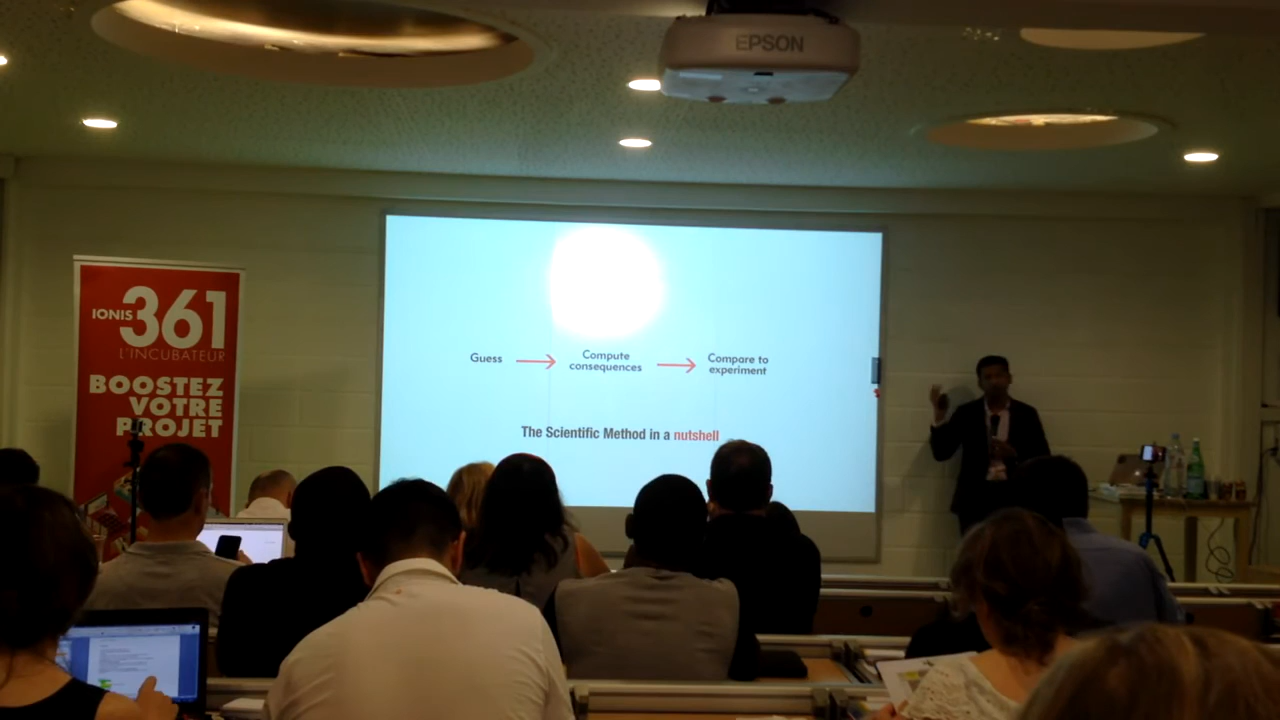 EPSON
IONIS
361
L'INCUBATEUR
BOOSTEZ
VOTRE
PROJET
Guess
Compute
consequences
Compare to
experiment
The Scientific Method in a nutshell